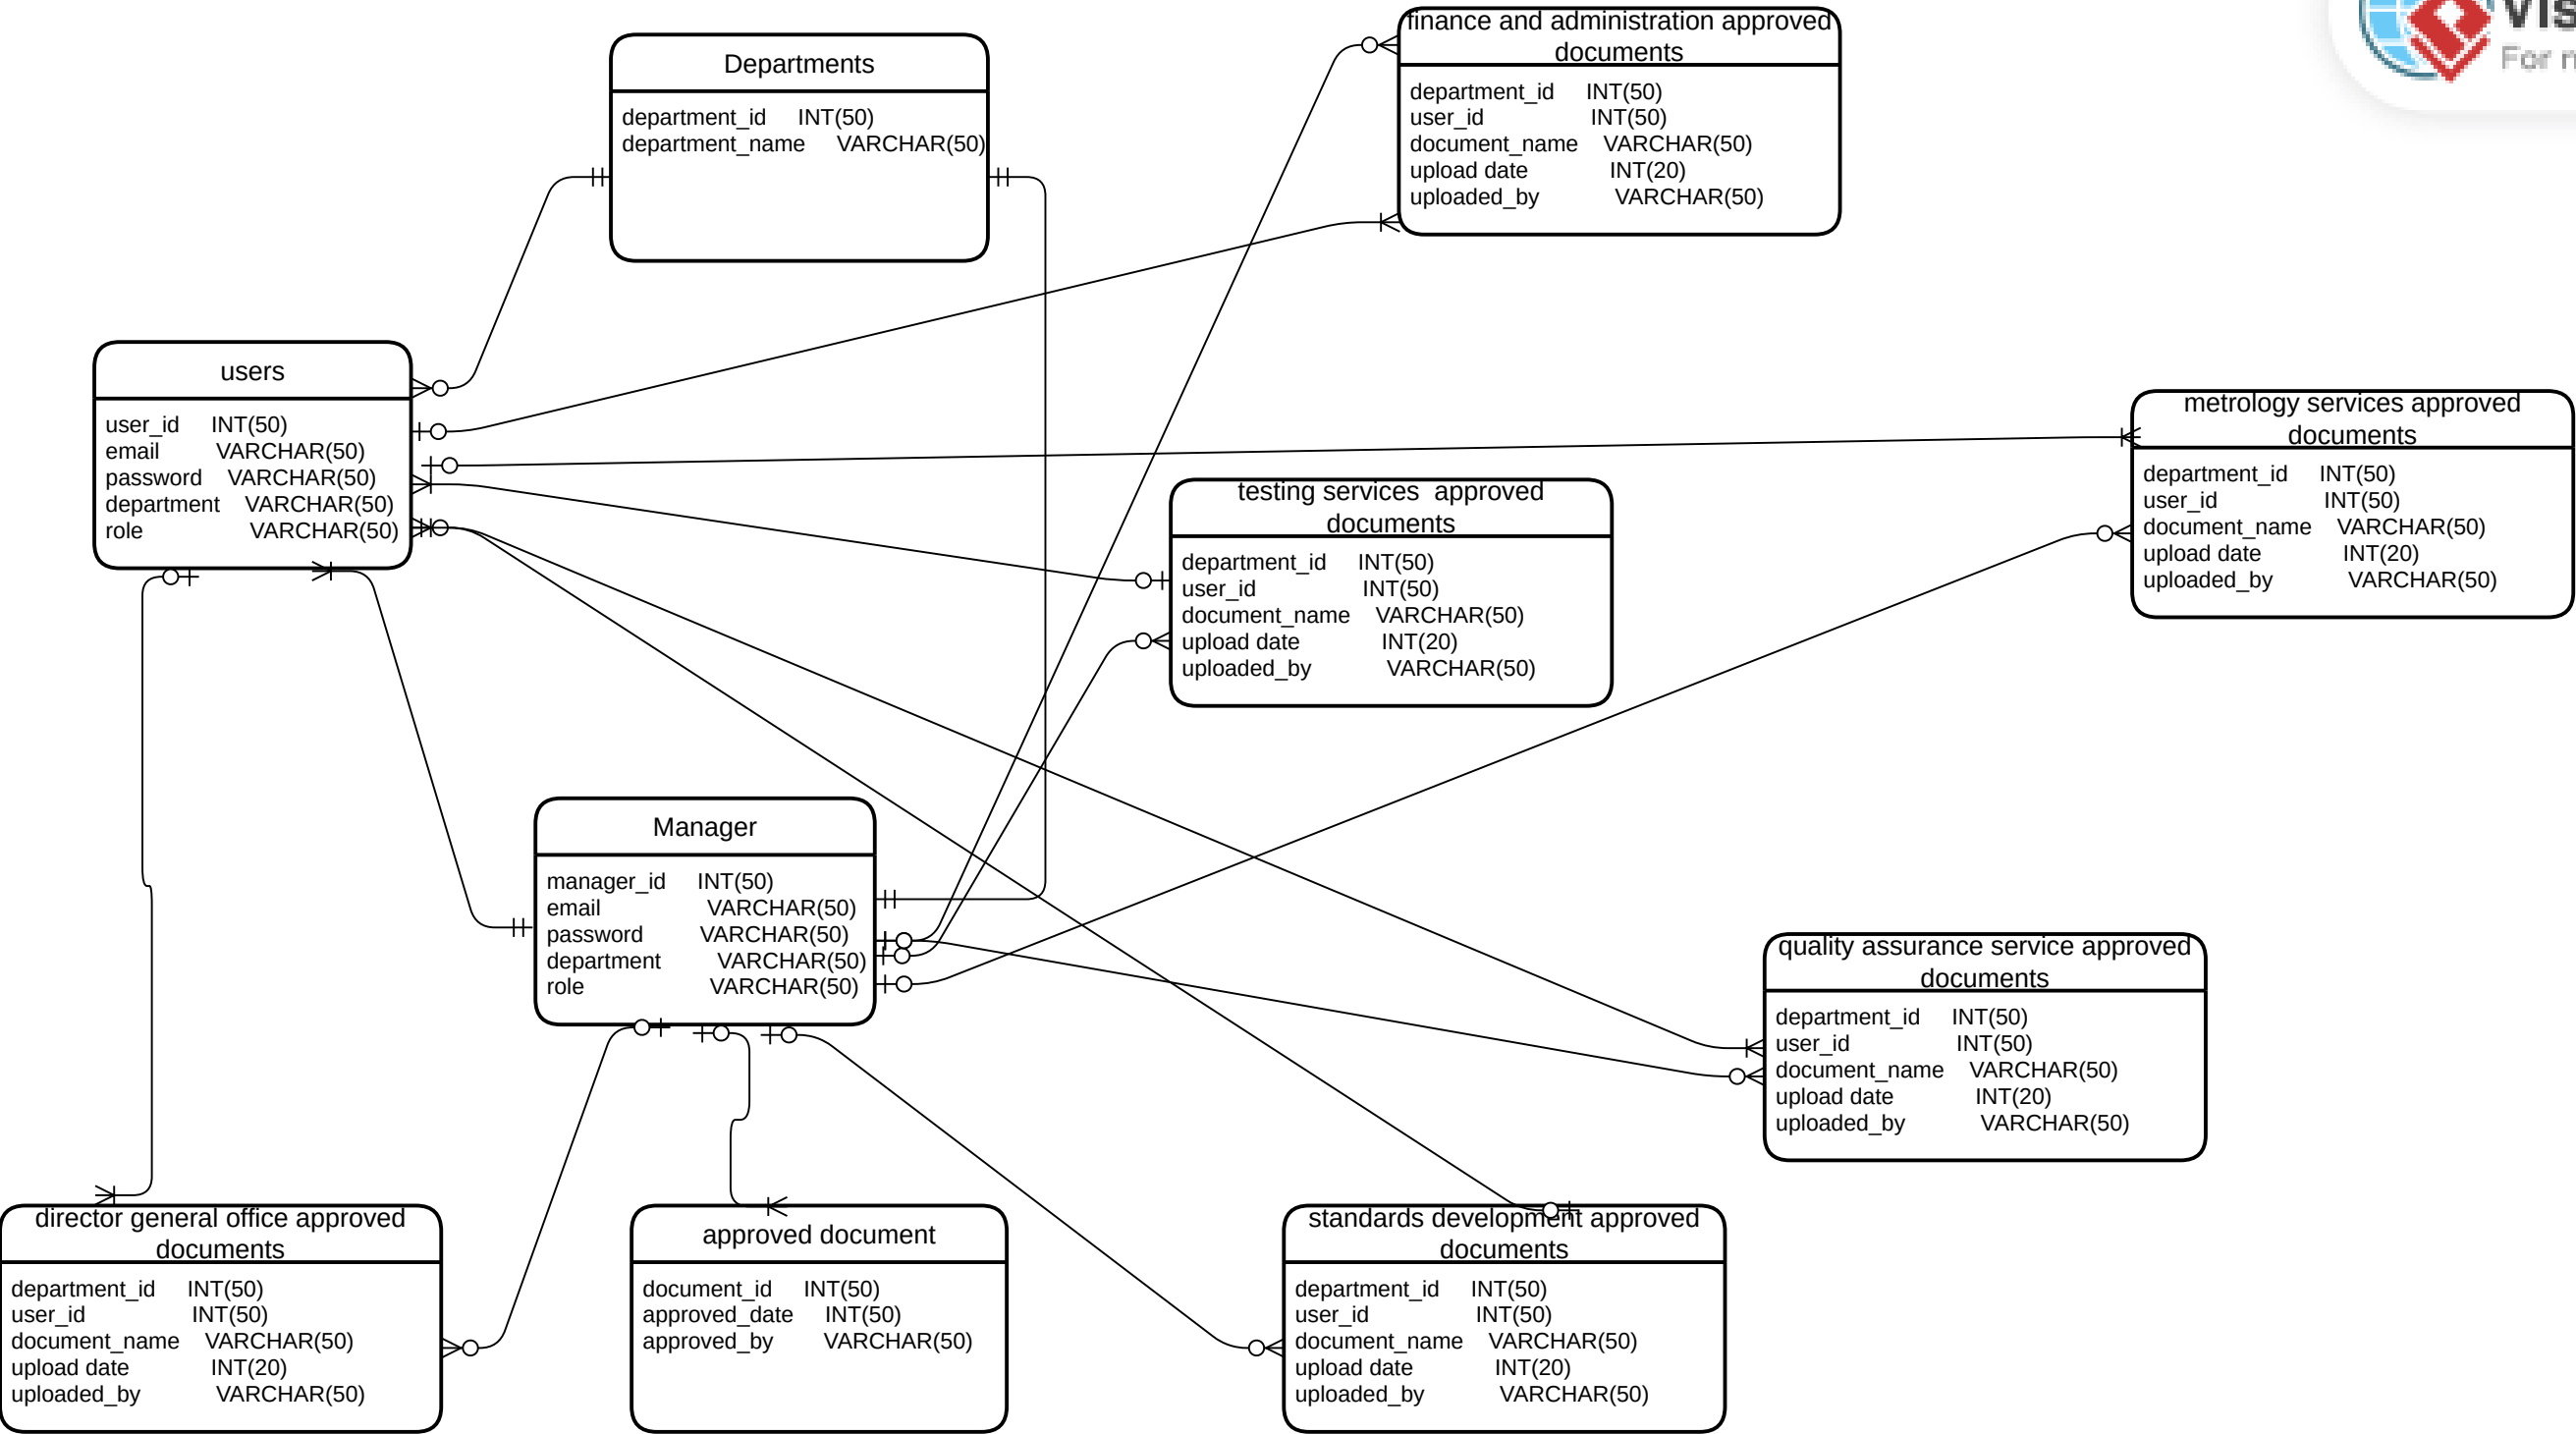 Departments
department_id INT(50)
department_name VARCHAR(50)
finance and administration approved
documents
department_id INT(50)
user_id INT(50)
document_name VARCHAR(50)
upload date INT(20)
uploaded_by VARCHAR(50)
users
user_id INT(50)
email VARCHAR(50)
password VARCHAR(50)
department VARCHAR(50)
role VARCHAR(50)
metrology services approved
documents
department_id INT(50)
user_id INT(50)
document_name VARCHAR(50)
upload date INT(20)
uploaded_by VARCHAR(50)
testing services approved
documents
department_id INT(50)
user_id INT(50)
document_name VARCHAR(50)
upload date INT(20)
uploaded_by VARCHAR(50)
Manager
manager_id INT(50)
email VARCHAR(50)
password VARCHAR(50)
department VARCHAR(50)
role VARCHAR(50)
quality assurance service approved
documents
department_id INT(50)
user_id INT(50)
document_name VARCHAR(50)
upload date INT(20)
uploaded_by VARCHAR(50)
director general office approved
documents
department_id INT(50)
user_id INT(50)
document_name VARCHAR(50)
upload date INT(20)
uploaded_by VARCHAR(50)
approved document
document_id INT(50)
approved_date INT(50)
approved_by VARCHAR(50)
standards development approved
documents
department_id INT(50)
user_id INT(50)
document_name VARCHAR(50)
upload date INT(20)
uploaded_by VARCHAR(50)
For